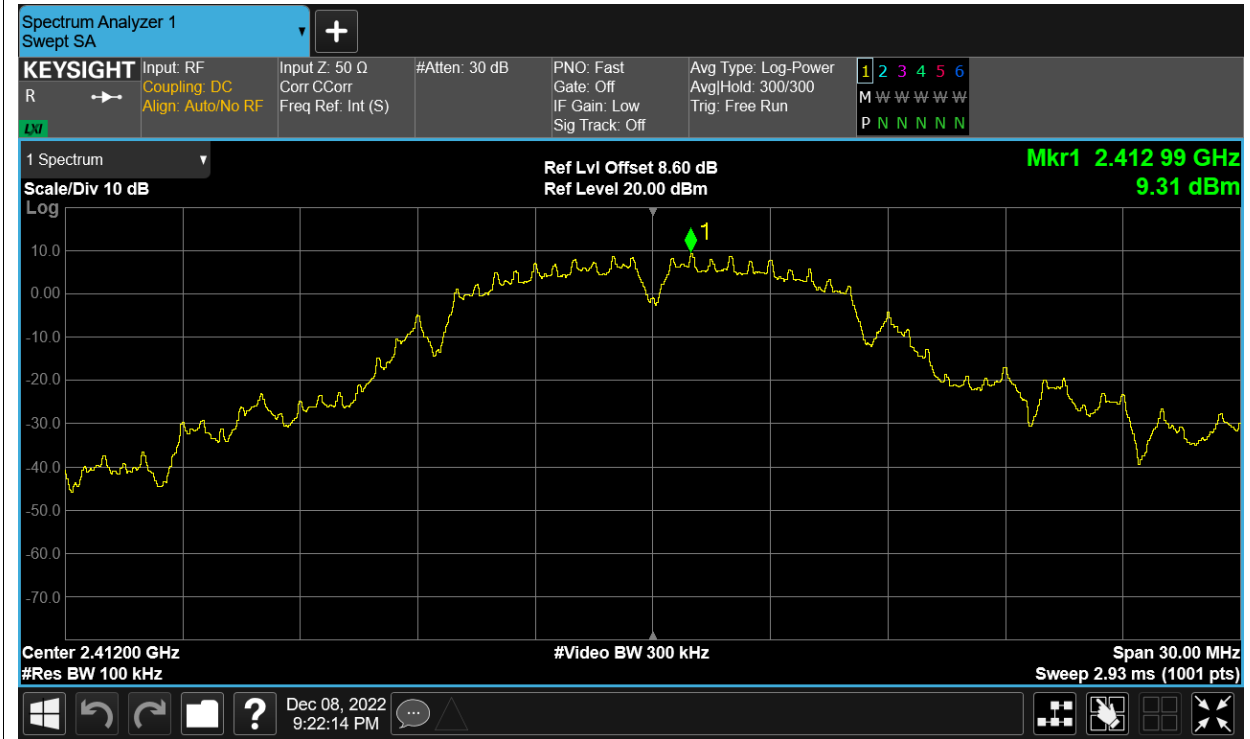 Spectrum Analyzer 1
Swept SA
KEYSIGHT
R
LXI
Input: RF
Coupling: DC
Align: Auto/No RF
Input Z: 50 Ω
Corr CCorr
Freq Ref: Int (S)
#Atten: 30 dB
PNO: Fast
Gate: Off
IF Gain: Low
Sig Track: Off
Avg Type: Log-Power
Avg|Hold: 300/300
Trig: Free Run
1 2 3 4 5 6
M W W W W W
P N N N N N
1 Spectrum
Scale/Div 10 dB
Log
Ref Lvl Offset 8.60 dB
Ref Level 20.00 dBm
Mkr1 2.412 99 GHz
9.31 dBm
1
10.0
0.00
-10.0
-20.0
-30.0
-40.0
-50.0
-60.0
-70.0
Center 2.41200 GHz
#Res BW 100 kHz
#Video BW 300 kHz
Span 30.00 MHz
Sweep 2.93 ms (1001 pts)
?
Dec 08, 2022
9:22:14 PM